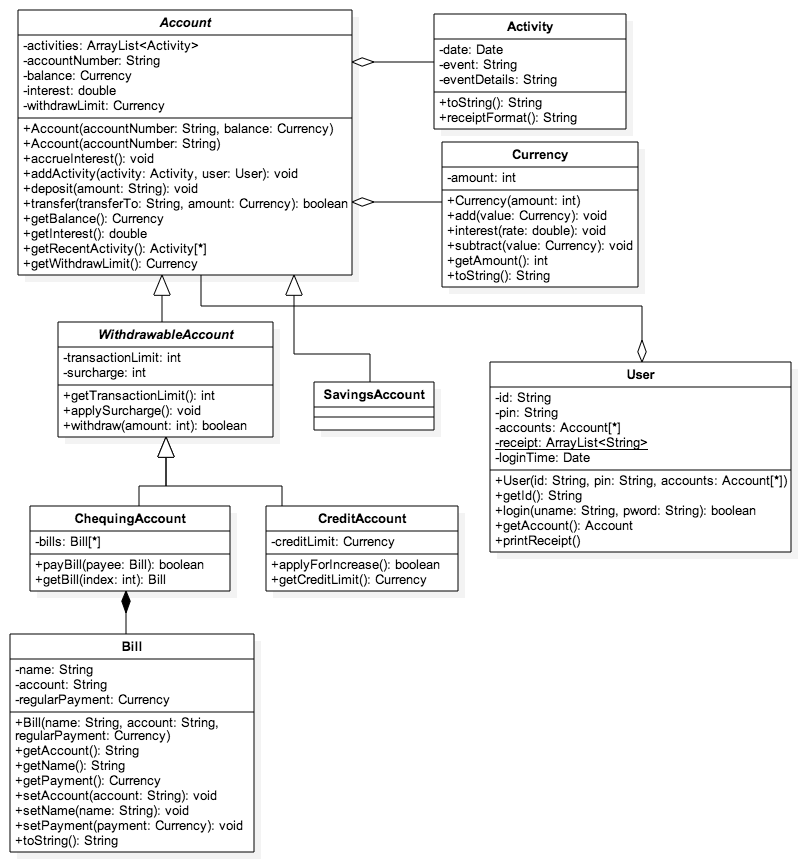 Account
-activities: ArrayList<Activity>
-accountNumber: String
-balance: Currency
-interest: double
-withdrawLimit: Currency
+Account(accountNumber: String, balance: Currency)
+Account(accountNumber: String)
+accrueInterest(): void
+addActivity(activity: Activity, user: User): void
+deposit(amount: String): void
+transfer(transferTo: String, amount: Currency): boolean
+getBalance(): Currency
+getInterest(): double
+getRecentActivity(): Activity[*]
+getWithdrawLimit(): Currency
Activity
-date: Date
-event: String
-eventDetails: String
+toString(): String
+receiptFormat(): String
Currency
-amount: int
+Currency(amount: int)
+add(value: Currency): void
+interest(rate: double): void
+subtract(value: Currency): void
+getAmount(): int
+toString(): String
WithdrawableAccount
-transactionLimit: int
-surcharge: int
+getTransactionLimit(): int
+applySurcharge(): void
+withdraw(amount: int): boolean
SavingsAccount
User
-id: String
-pin: String
-accounts: Account[*]
-receipt: ArrayList<String>
-loginTime: Date
+User(id: String, pin: String, accounts: Account[*])
+getId(): String
+login(uname: String, pword: String): boolean
+getAccount(): Account
+printReceipt()
ChequingAccount
-bills: Bill[*]
+payBill(payee: Bill): boolean
+getBill(index: int): Bill
CreditAccount
-creditLimit: Currency
+applyForIncrease(): boolean
+getCreditLimit(): Currency
Bill
-name: String
-account: String
-regularPayment: Currency
+Bill(name: String, account: String,
regularPayment: Currency)
+getAccount(): String
+getName(): String
+getPayment(): Currency
+setAccount(account: String): void
+setName(name: String): void
+setPayment(payment: Currency): void
+toString(): String